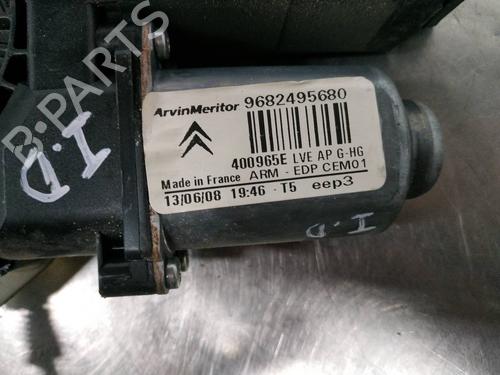 B-PARTS
I.D
ArvinMeritor 9682495680
400965E LVE AP G-HG
Made in France ARM - EDP CEM01
13/06/08 19:46 - T5 eep3
I.D